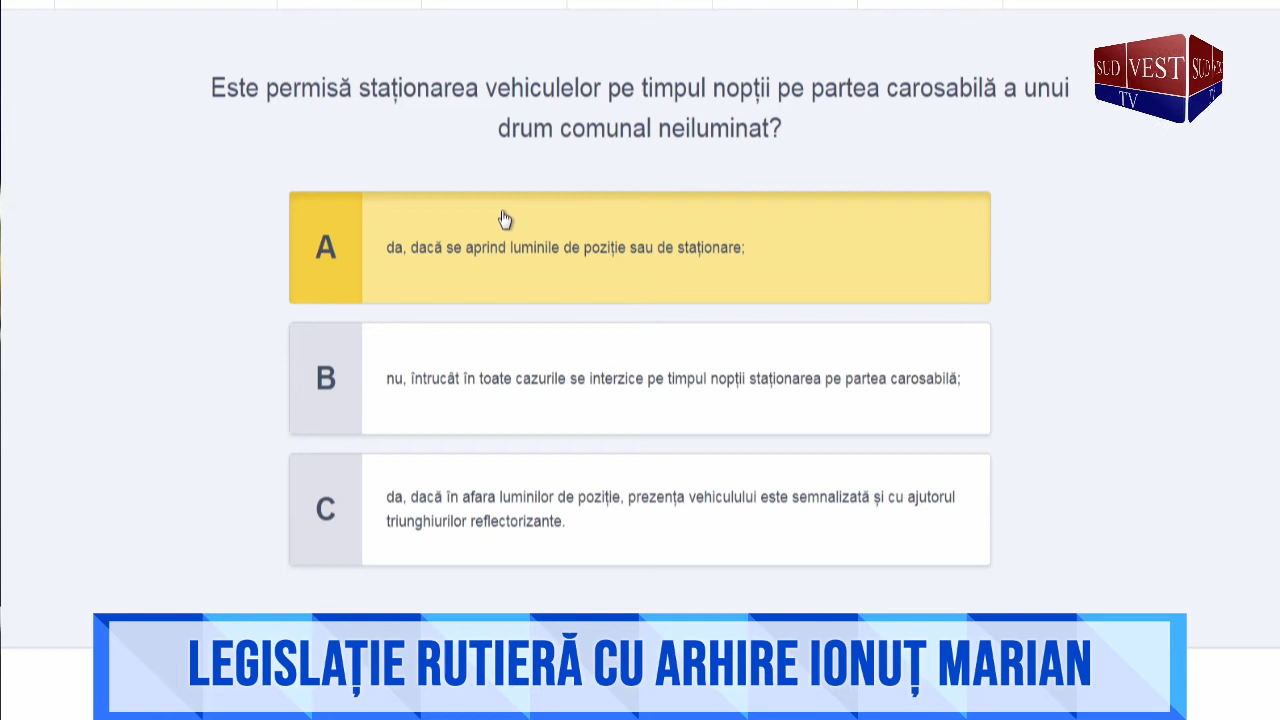 Este permisă staționarea vehiculelor pe timpul nopții pe partea carosabilă a unui
drum comunal neiluminat?
SUD VEST SUD
TV
A
da, dacă se aprind luminile de poziție sau de staționare;
B
nu, întrucât în toate cazurile se interzice pe timpul nopții staționarea pe partea carosabilă;
C
da, dacă în afara luminilor de poziție, prezența vehiculului este semnalizată și cu ajutorul
triunghiurilor reflectorizante.
LEGISLAȚIE RUTIERĂ CU ARHIRE IONUȚ MARIAN